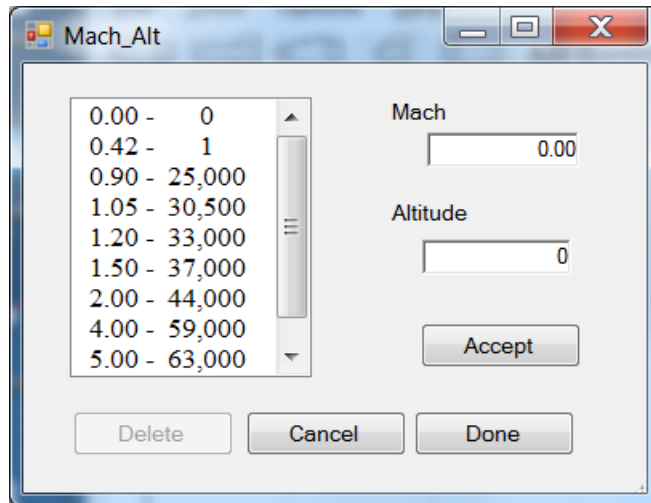 Mach_Alt
0.00 - 0
0.42 - 1
0.90 - 25,000
1.05 - 30,500
1.20 - 33,000
1.50 - 37,000
2.00 - 44,000
4.00 - 59,000
5.00 - 63,000
Mach
0.00
Altitude
0
Accept
Delete
Cancel
Done